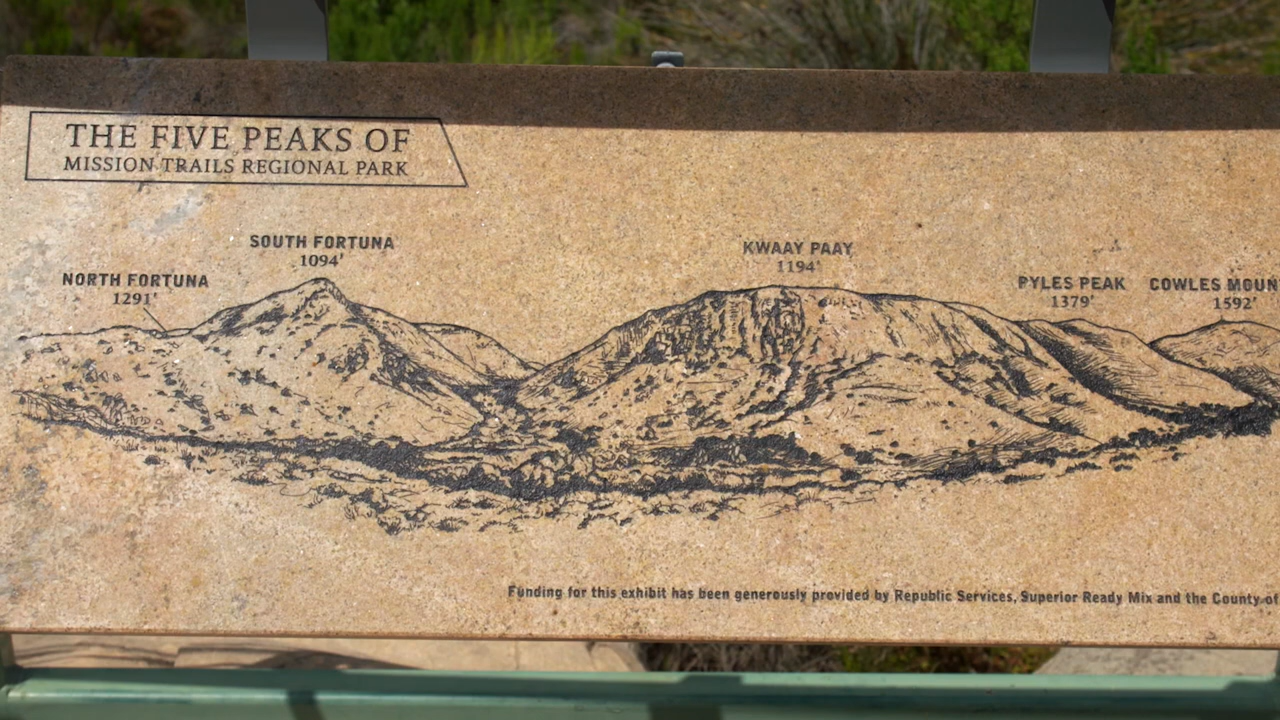 THE FIVE PEAKS OF
MISSION TRAILS REGIONAL PARK
SOUTH FORTUNA
1094'
NORTH FORTUNA
1291'
KWAAY PAAY
1194'
PYLES PEAK
1379'
COWLES MOUN
1592'
Funding for this exhibit has been generously provided by Republic Services, Superior Ready Mix and the County of